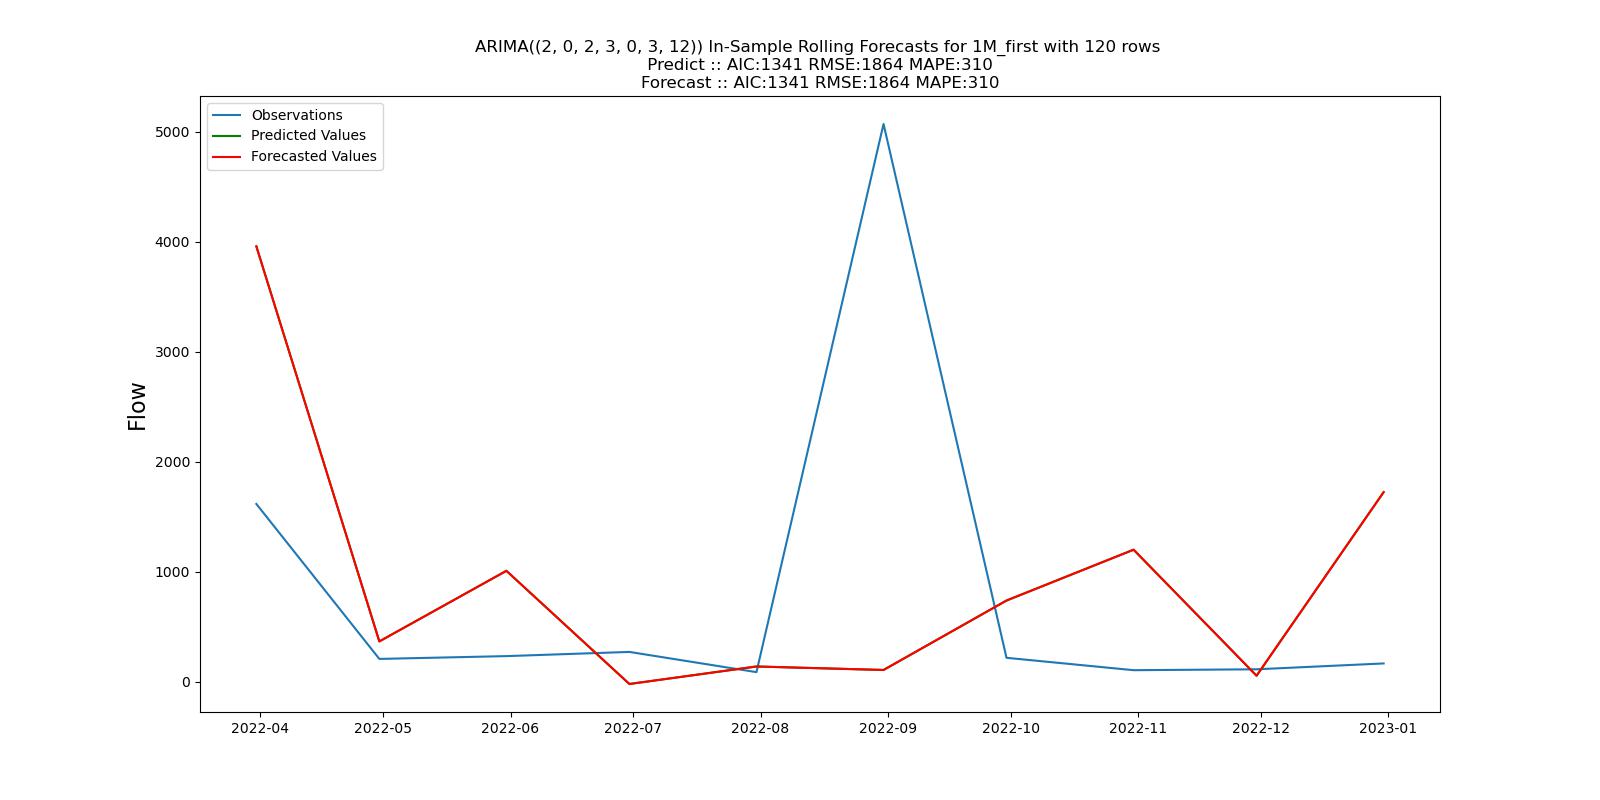 ARIMA((2, 0, 2, 3, 0, 3, 12)) In-Sample Rolling Forecasts for 1M_first with 120 rows
Predict :: AIC:1341 RMSE:1864 MAPE:310
Forecast :: AIC:1341 RMSE:1864 MAPE:310
Observations
Predicted Values
Forecasted Values
5000
4000
3000
2000
1000
0
Flow
2022-04 2022-05 2022-06 2022-07 2022-08 2022-09 2022-10 2022-11 2022-12 2023-01